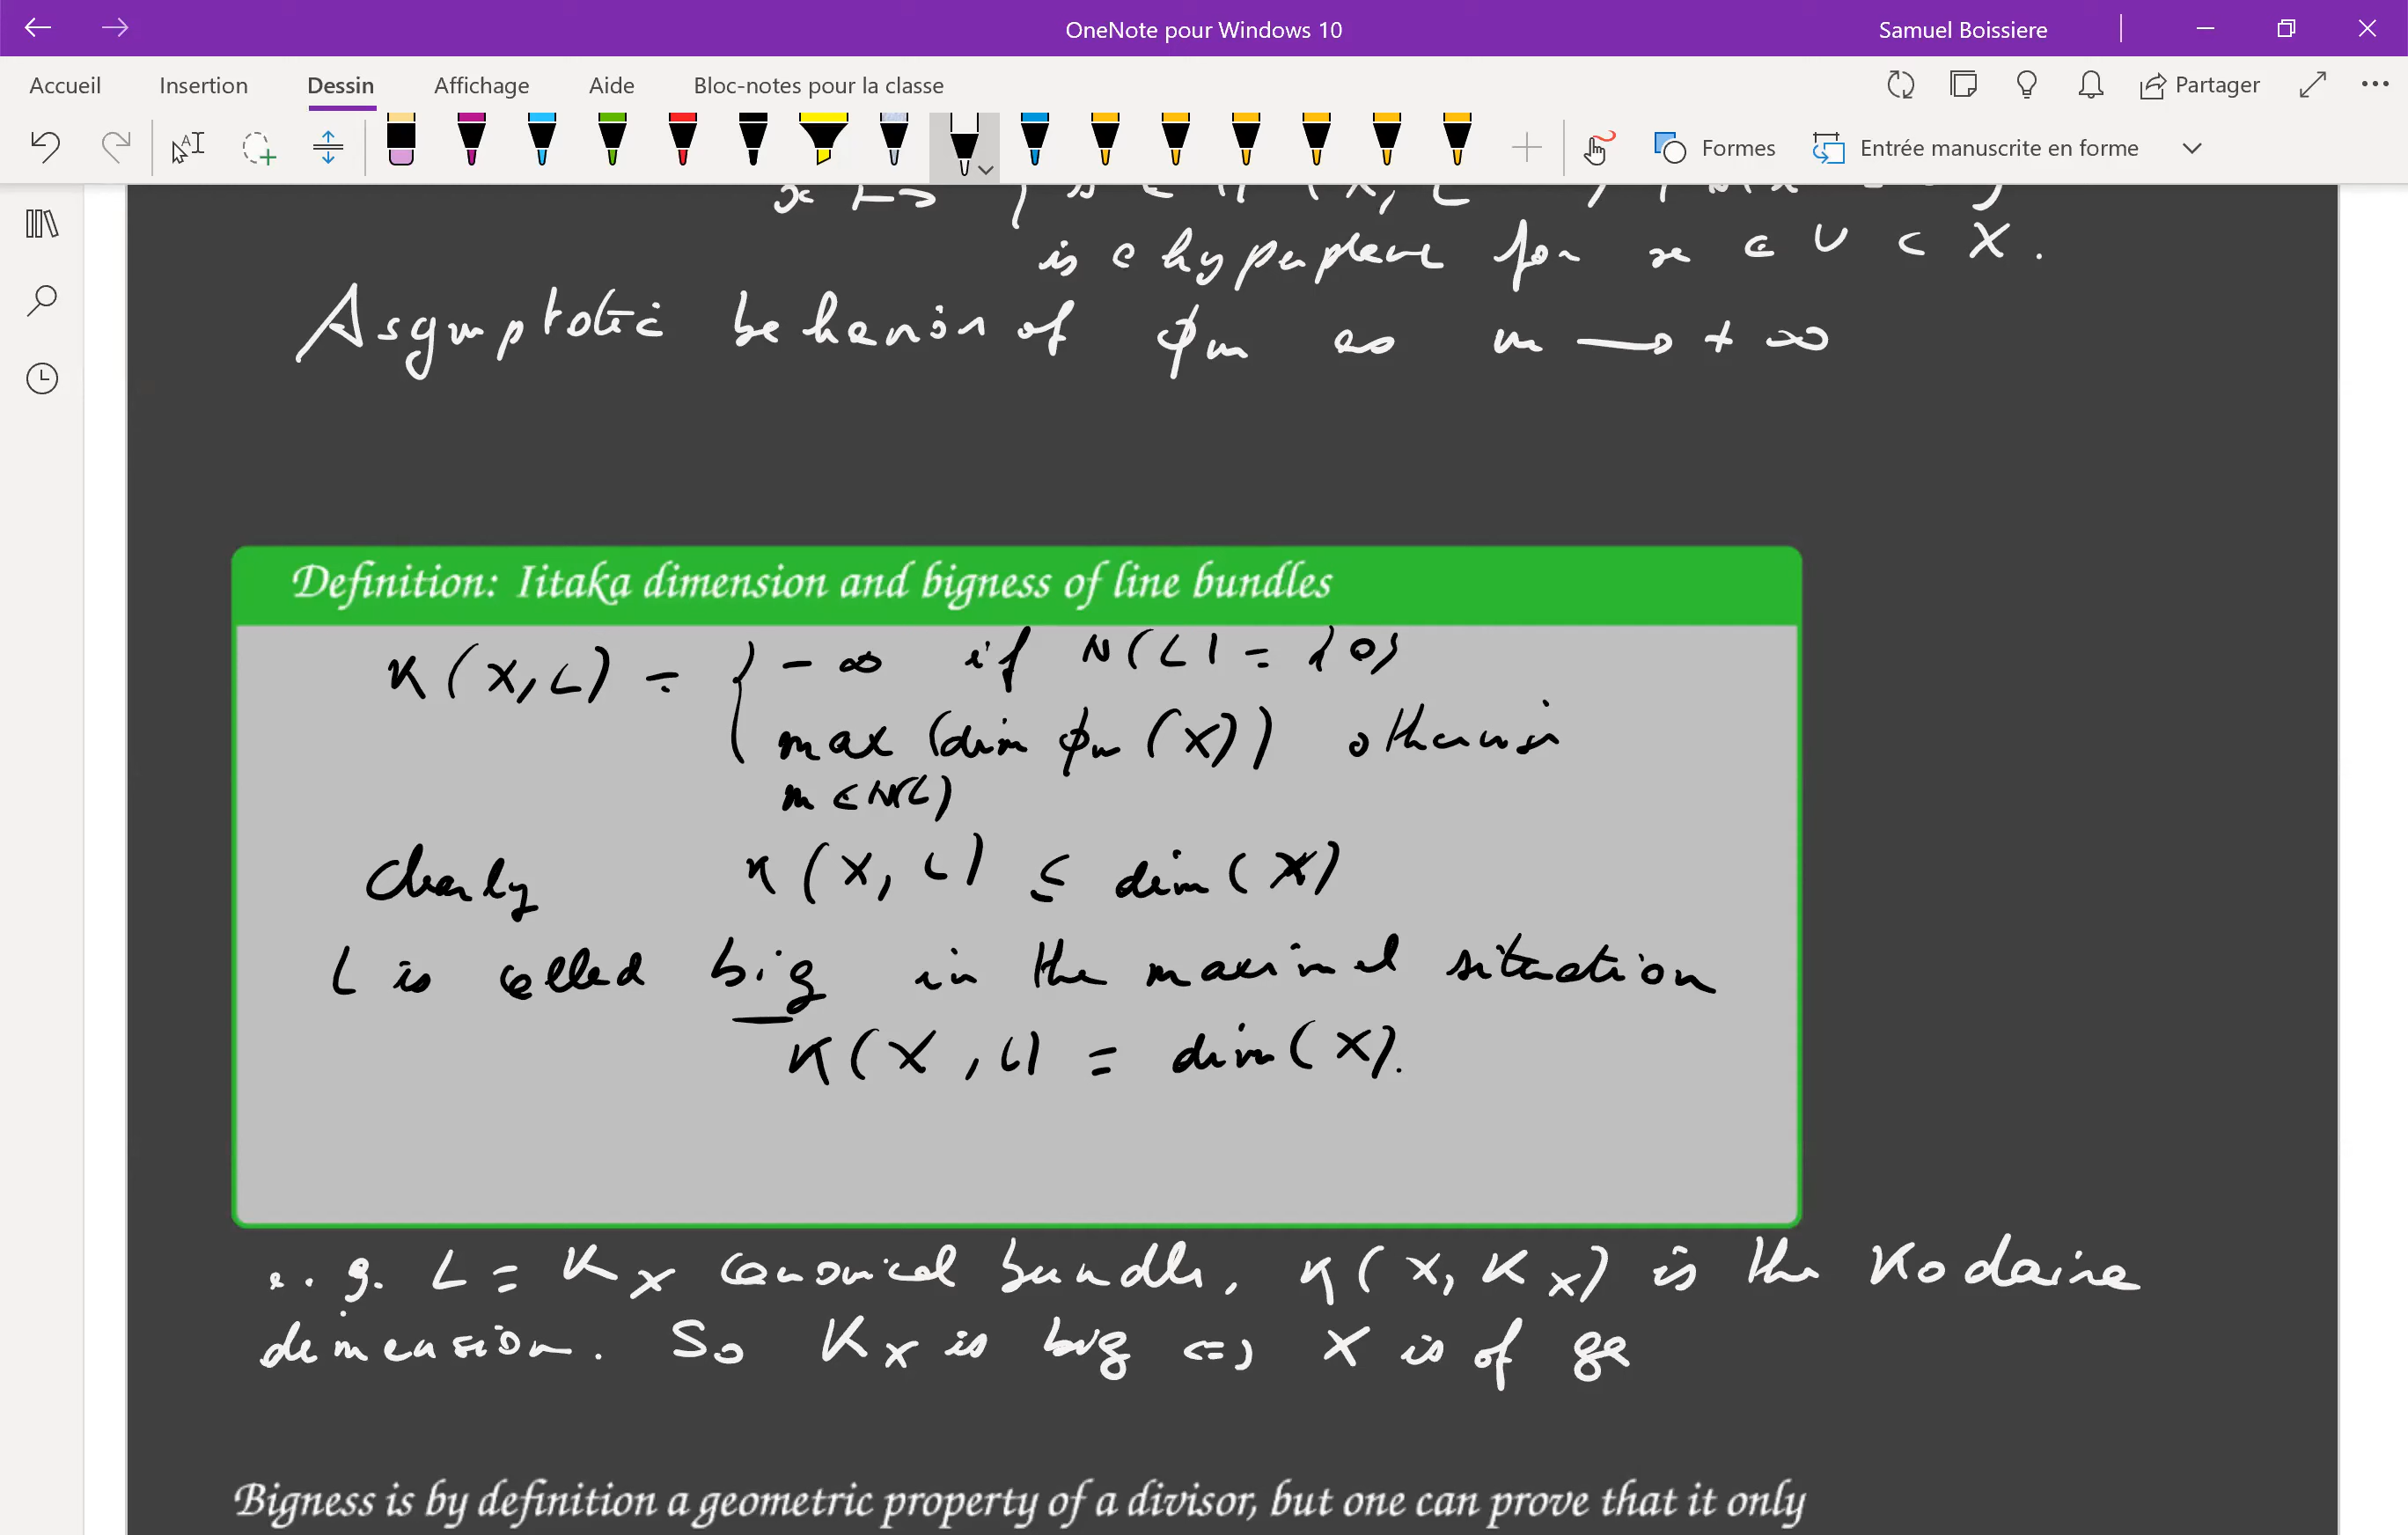 OneNote pour Windows 10
Samuel Boissiere
Accueil Insertion Dessin Affichage Aide Bloc-notes pour la classe
Partager
Formes
Entrée manuscrite en forme
is a hyperplane for x ∈ U ⊂ X.
Asymptotic behavior of ϕm as m → +∞
Definition: Iitaka dimension and bigness of line bundles
κ(X,L) = { -∞ if N(L) = {0}
max (dim ϕm (X)) otherwise
m ∈ N(L)
Clearly κ(X,L) ≤ dim(X)
L is called big in the maximal situation
κ(X,L) = dim(X).
e.g. L = K_X canonical bundle, κ(X,K_X) is the Kodaira
dimension. So K_X is big <=> X is of ge
Bigness is by definition a geometric property of a divisor, but one can prove that it only